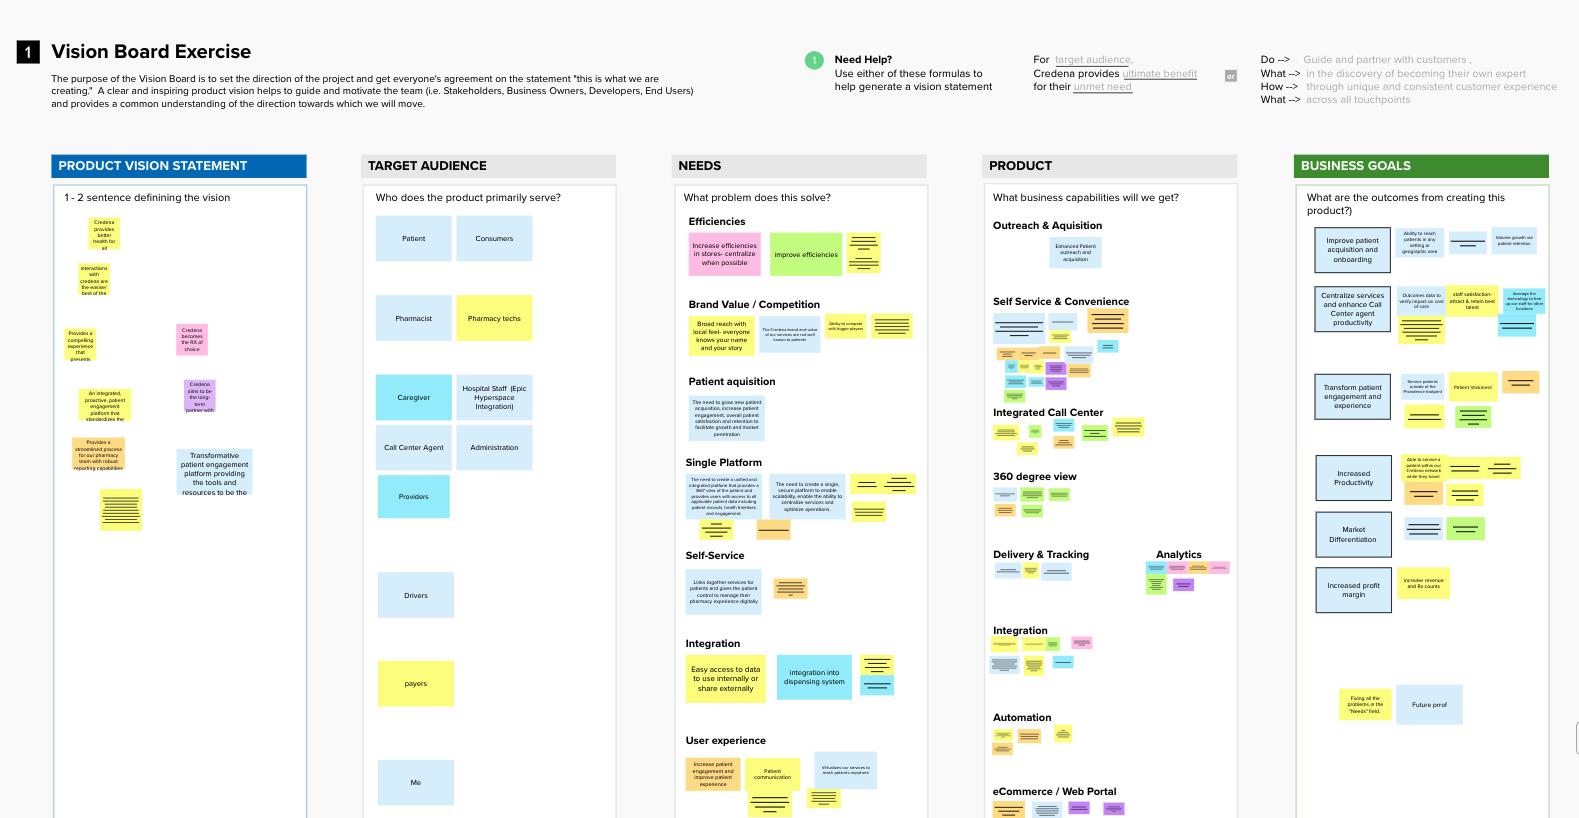 1
Vision Board Exercise
The purpose of the Vision Board is to set the direction of the project and get everyone's agreement on the statement "this is what we are
creating."  A clear and inspiring product vision helps to guide and motivate the team (i.e. Stakeholders, Business Owners, Developers, End Users)
and provides a common understanding of the direction towards which we will move.
1
Need Help?
Use either of these formulas to
help generate a vision statement
For target audience,
Credena provides ultimate benefit
for their unmet need
or
Do --> Guide and partner with customers ,
What --> in the discovery of becoming their own expert
How --> through unique and consistent customer experience
What --> across all touchpoints
PRODUCT VISION STATEMENT
1 - 2 sentence definining the vision
Credena
provides
better
health for
all
Interactions
with
credena are
the easise/
best of the
Provides a
compelling
experience
that
presents
Credena
becomes
the RX of
choice
An integrated,
proactive, patient
engagement
platform that
standardizes the
Credena
aims to be
the long-
term
partner with
Provides a
streamlined process
for our pharmacy
team with robust
reporting capabilities
Transformative
patient engagement
platform providing
the tools and
resources to be the
TARGET AUDIENCE
Who does the product primarily serve?
Patient
Consumers
Pharmacist
Pharmacy techs
Caregiver
Hospital Staff (Epic
Hyperspace
Integration)
Call Center Agent
Administration
Providers
Drivers
payers
Me
NEEDS
What problem does this solve?
Efficiencies
Increase efficiencies
in stores- centralize
when possible
improve efficiencies
Brand Value / Competition
Broad reach with
local feel- everyone
knows your name
and your story
The Credena brand and value
of our services are not well
known to patients
Ability to compete
with bigger players
Patient aquisition
The need to grow new patient
acquisition, increase patient
engagement, overall patient
satisfaction and retention to
facilitate growth and market
penetration
Single Platform
The need to create a unified and
integrated platform that provides a
360° view of the patient and
provides users with access to all
applicable patient data including
patient records, health timelines
and engagement.
The need to create a single,
secure platform to enable
scalability, enable the ability to
centralize services and
optimize operations.
Self-Service
Links together services for
patients and gives the patient
control to manage their
pharmacy experience digitally
Integration
Easy access to data
to use internally or
share externally
integration into
dispensing system
User experience
Increase patient
engagement and
improve patient
experience
Patient
communication
Virtualizes our services to
reach patients anywhere
PRODUCT
What business capabilities will we get?
Outreach & Aquisition
Enhanced Patient
outreach and
acquisition
Self Service & Convenience
Integrated Call Center
360 degree view
Delivery & Tracking
Analytics
Integration
Automation
eCommerce / Web Portal
BUSINESS GOALS
What are the outcomes from creating this
product?)
Improve patient
acquisition and
onboarding
Ability to reach
patients in any
setting or
geographic area
Volume growth via
patient retention
Centralize services
and enhance Call
Center agent
productivity
Outcomes data to
verify impact on cost
of care
staff satisfaction-
attract & retain best
talent
leverage the
technology to free
up our staff for other
functions
Transform patient
engagement and
experience
Service patients
outside of the
Providence footprint
Patient 'stickiness'
Increased
Productivity
Able to service a
patient within our
Credena network
while they travel
Market
Differentiation
Increased profit
margin
increase revenue
and Rx counts
Fixing all the
problems in the
"Needs" field.
Future prrof